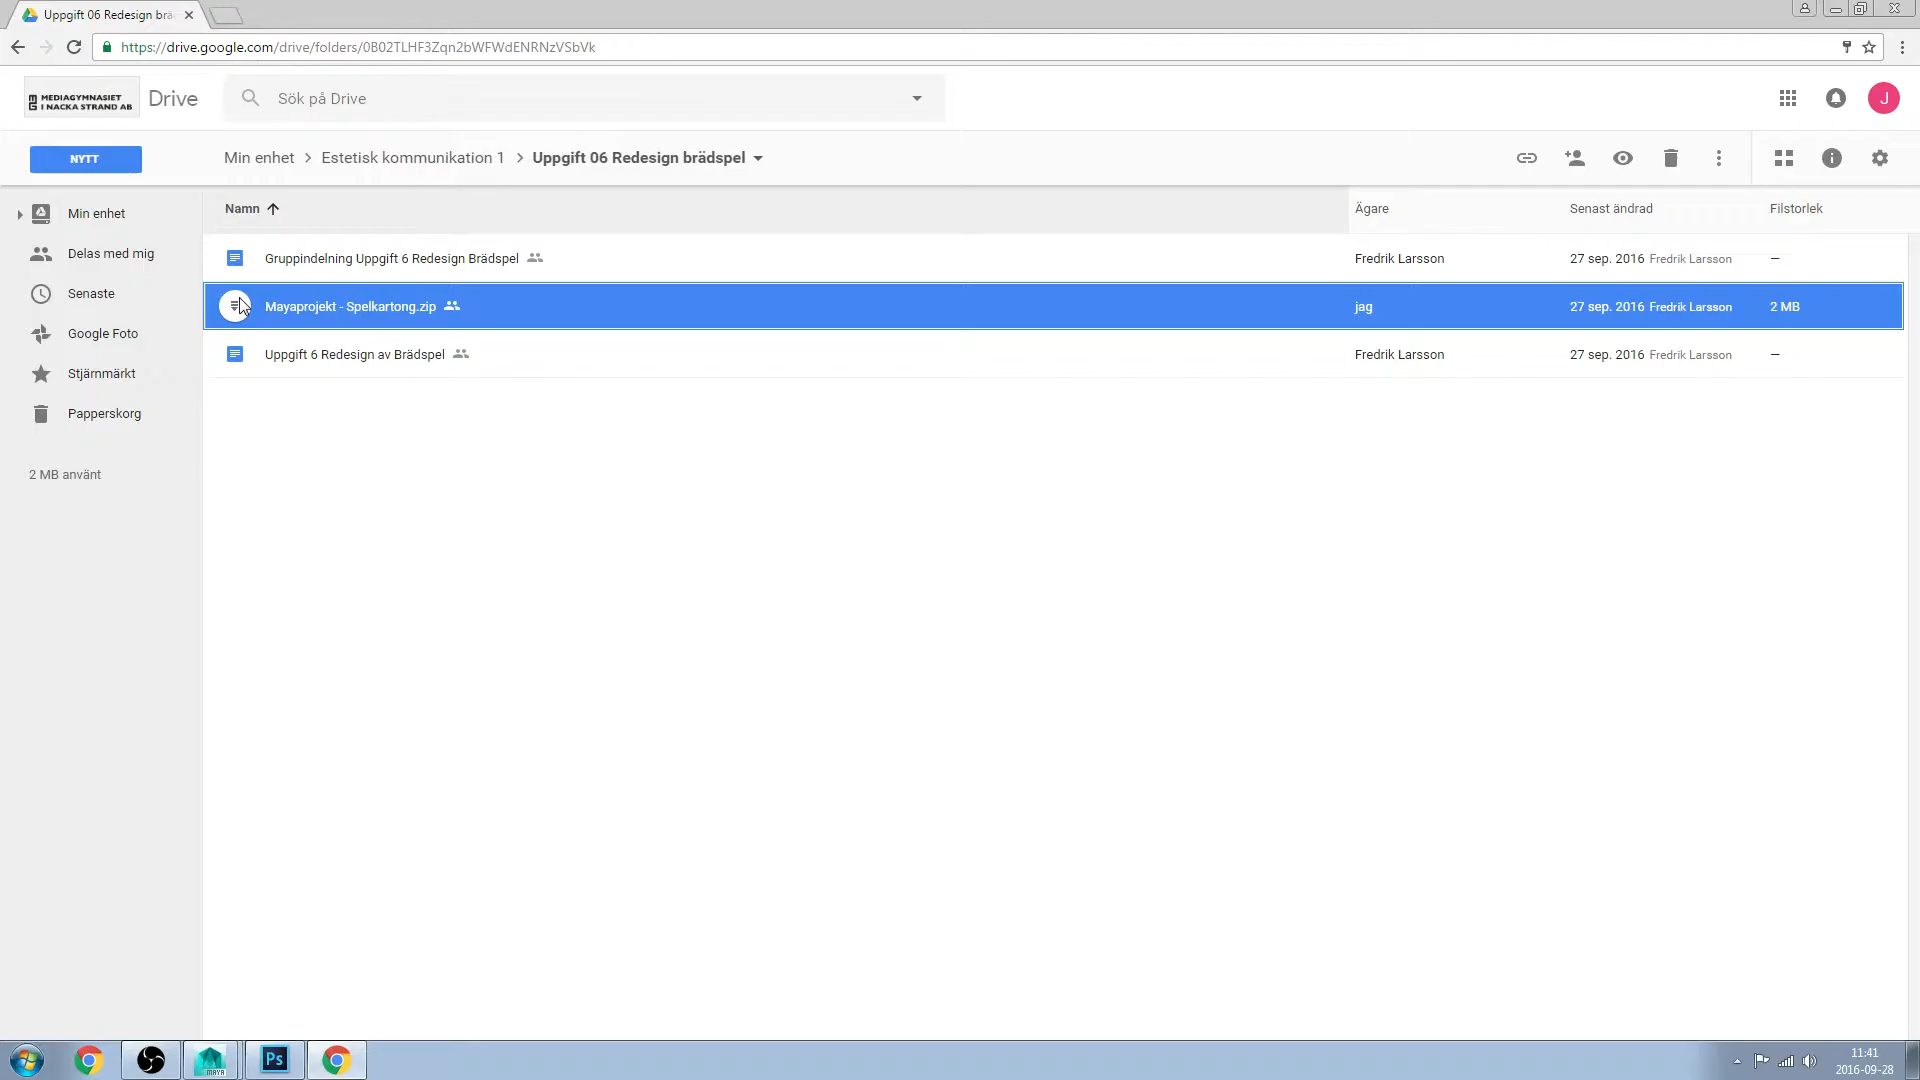 Uppgift 06 Redesign brä
https://drive.google.com/drive/folders/0B02TLHF3Zqn2bWFWdENRNzVSbVk
MEDIAGYMNASIET
I NACKA STRAND AB
Drive
Sök på Drive
J
NYTT
Min enhet
Estetisk kommunikation 1
Uppgift 06 Redesign brädspel
Min enhet
Delas med mig
Senaste
Google Foto
Stjärnmärkt
Papperskorg
2 MB använt
Namn Ägare Senast ändrad Filstorlek
Gruppindelning Uppgift 6 Redesign Brädspel Fredrik Larsson 27 sep. 2016 Fredrik Larsson —
Mayaprojekt - Spelkartong.zip jag 27 sep. 2016 Fredrik Larsson 2 MB
Uppgift 6 Redesign av Brädspel Fredrik Larsson 27 sep. 2016 Fredrik Larsson —
MAYA
Ps
11:41
2016-09-28